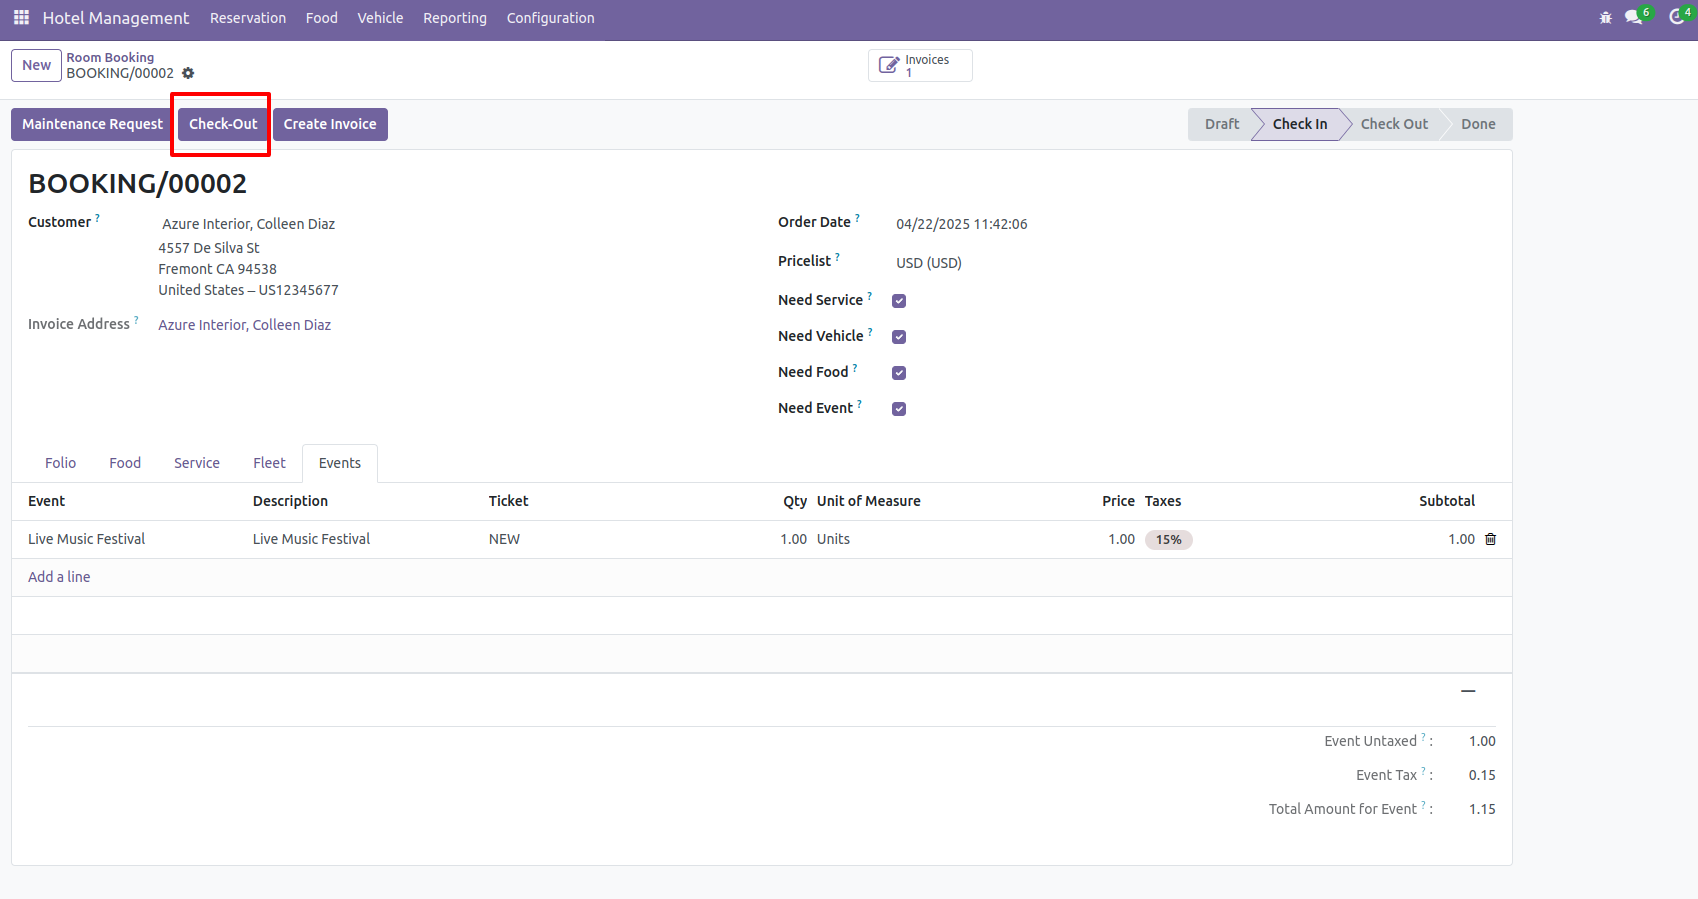 Hotel Management Reservation Food Vehicle Reporting Configuration 6 4
New Room Booking
BOOKING/00002
Invoices
1
Maintenance Request Check-Out Create Invoice Draft Check In Check Out Done
BOOKING/00002
Customer ? Azure Interior, Colleen Diaz
4557 De Silva St
Fremont CA 94538
United States – US12345677
Invoice Address ? Azure Interior, Colleen Diaz
Order Date ? 04/22/2025 11:42:06
Pricelist ? USD (USD)
Need Service ?
Need Vehicle ?
Need Food ?
Need Event ?
Folio Food Service Fleet Events
Event Description Ticket Qty Unit of Measure Price Taxes Subtotal
Live Music Festival Live Music Festival NEW 1.00 Units 1.00 15% 1.00
Add a line
Event Untaxed ? : 1.00
Event Tax ? : 0.15
Total Amount for Event ? : 1.15